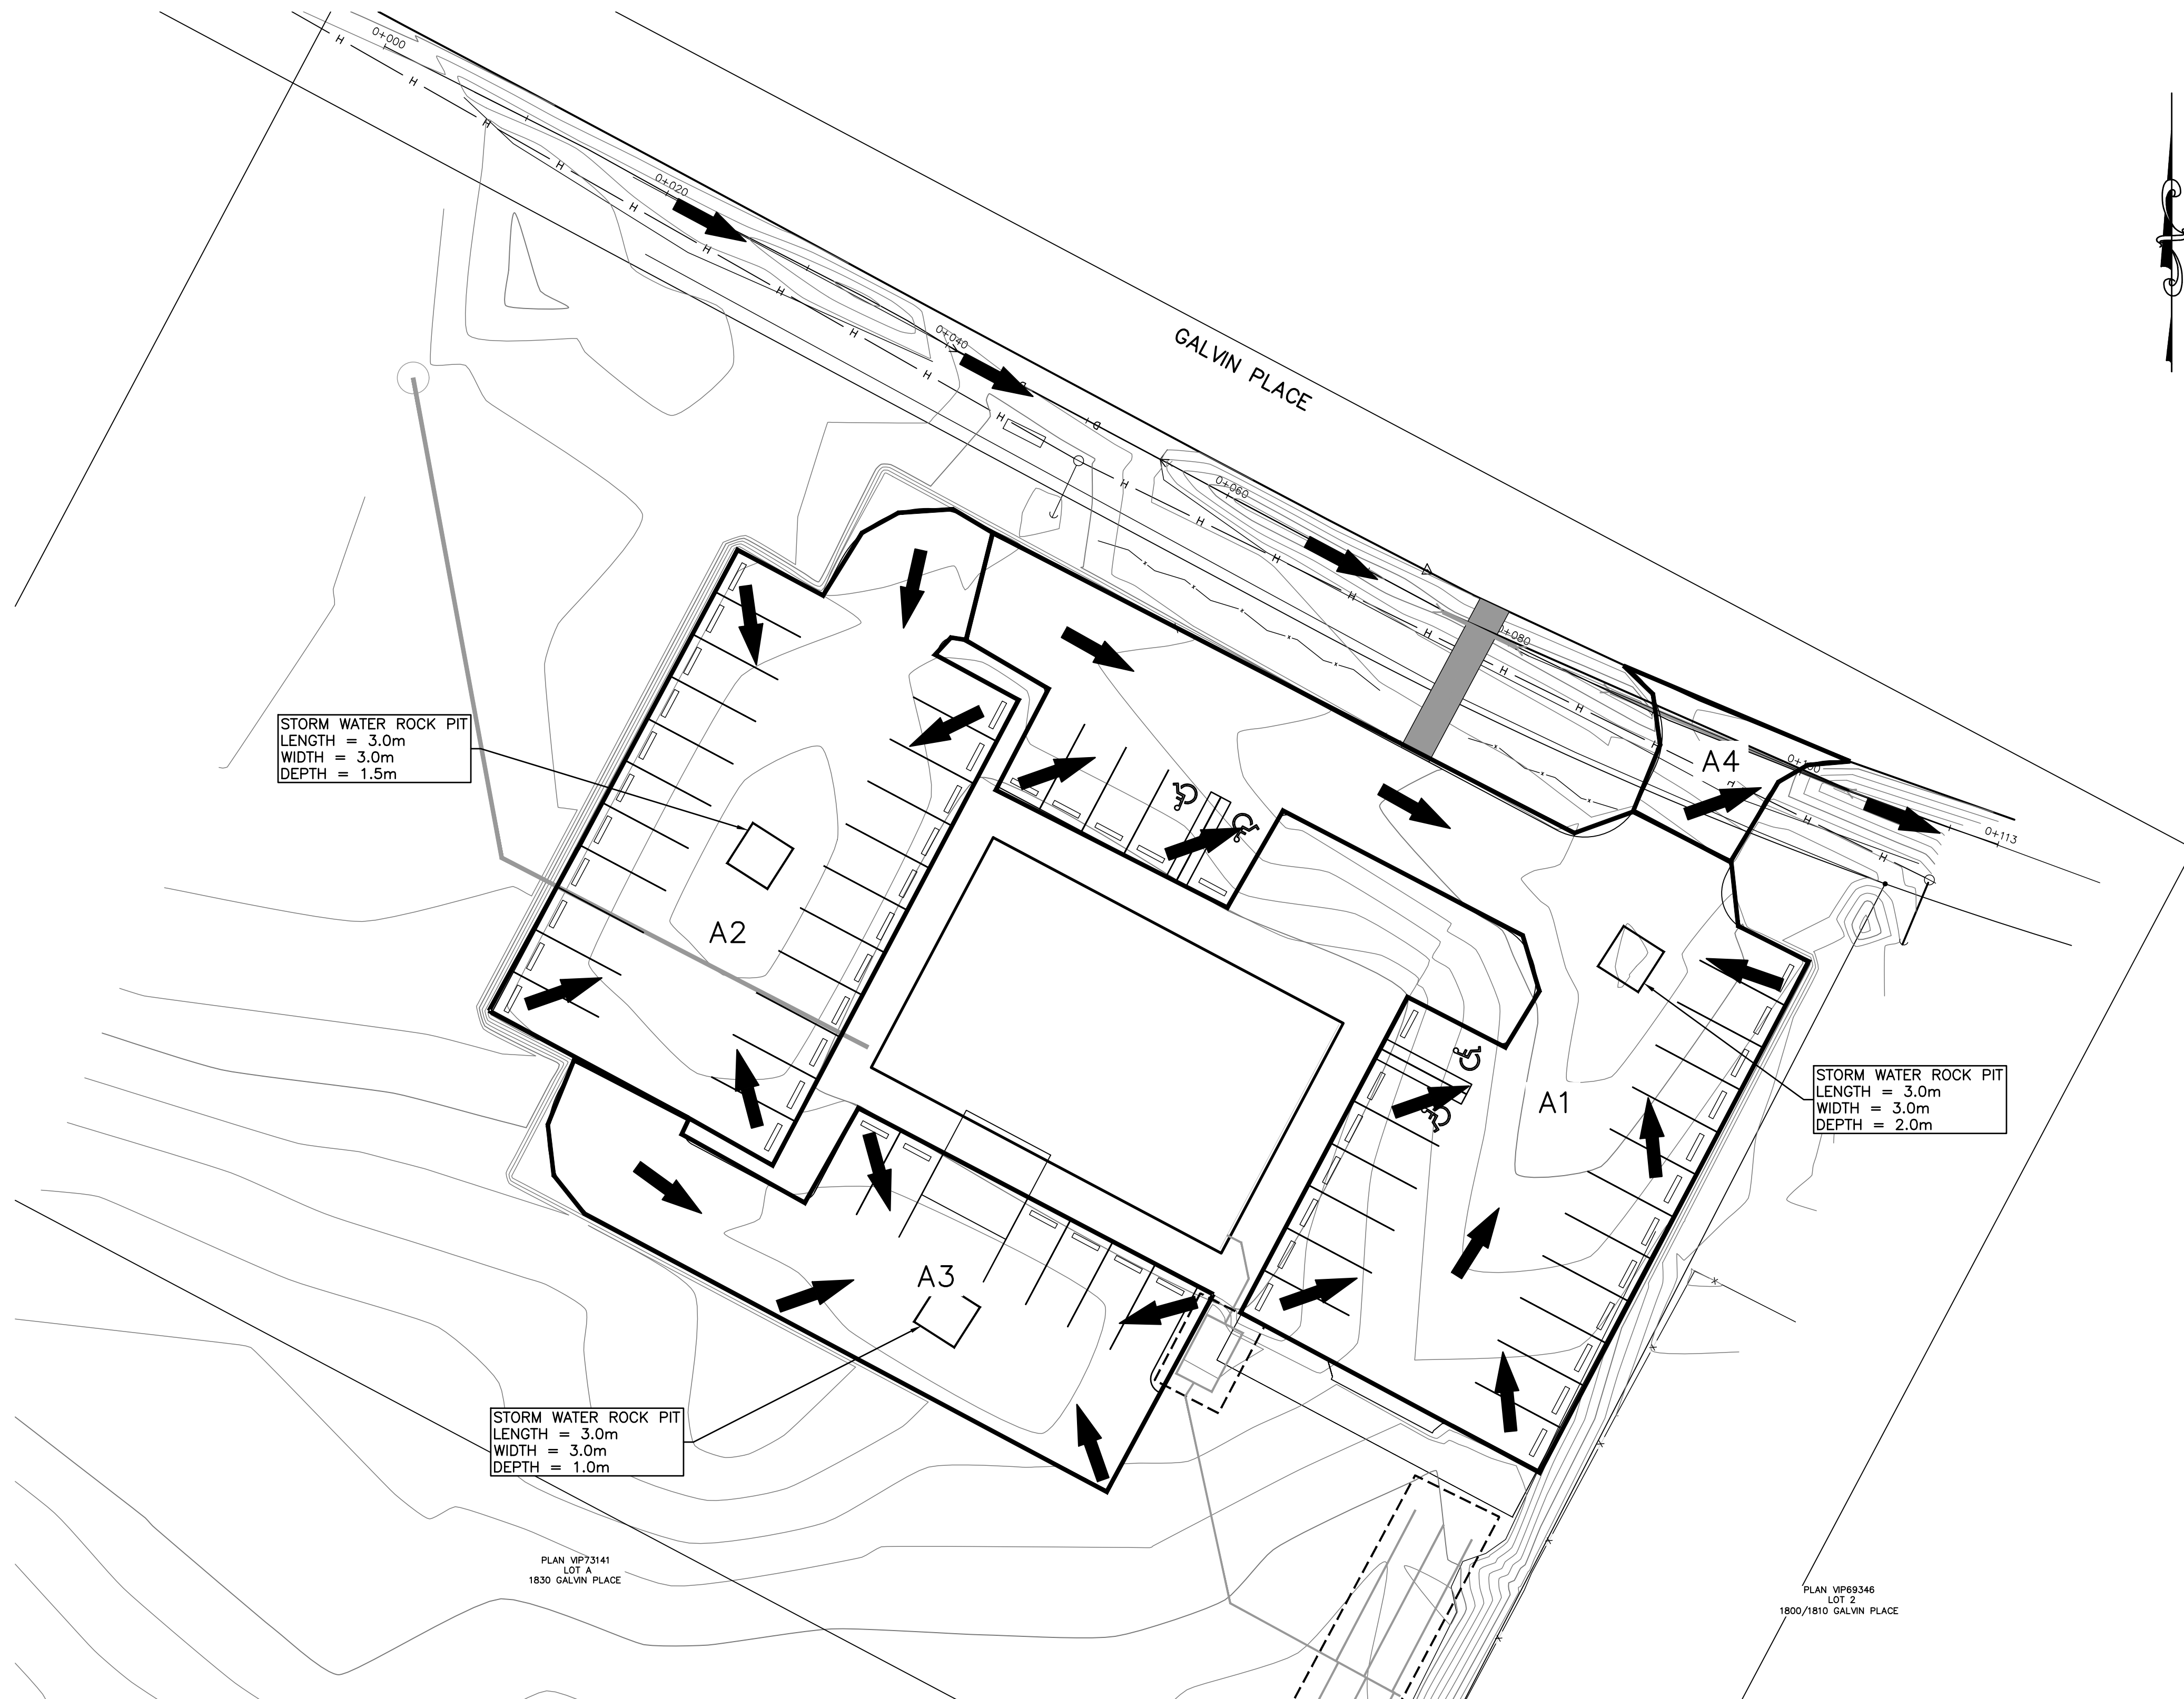 0+000
0+020
0+040
GALVIN PLACE
0+060
0+080
A4
0+100
0+113
STORM WATER ROCK PIT
LENGTH = 3.0m
WIDTH = 3.0m
DEPTH = 1.5m
A2
STORM WATER ROCK PIT
LENGTH = 3.0m
WIDTH = 3.0m
DEPTH = 2.0m
A1
A3
STORM WATER ROCK PIT
LENGTH = 3.0m
WIDTH = 3.0m
DEPTH = 1.0m
PLAN VIP73141
LOT A
1830 GALVIN PLACE
PLAN VIP69346
LOT 2
1800/1810 GALVIN PLACE